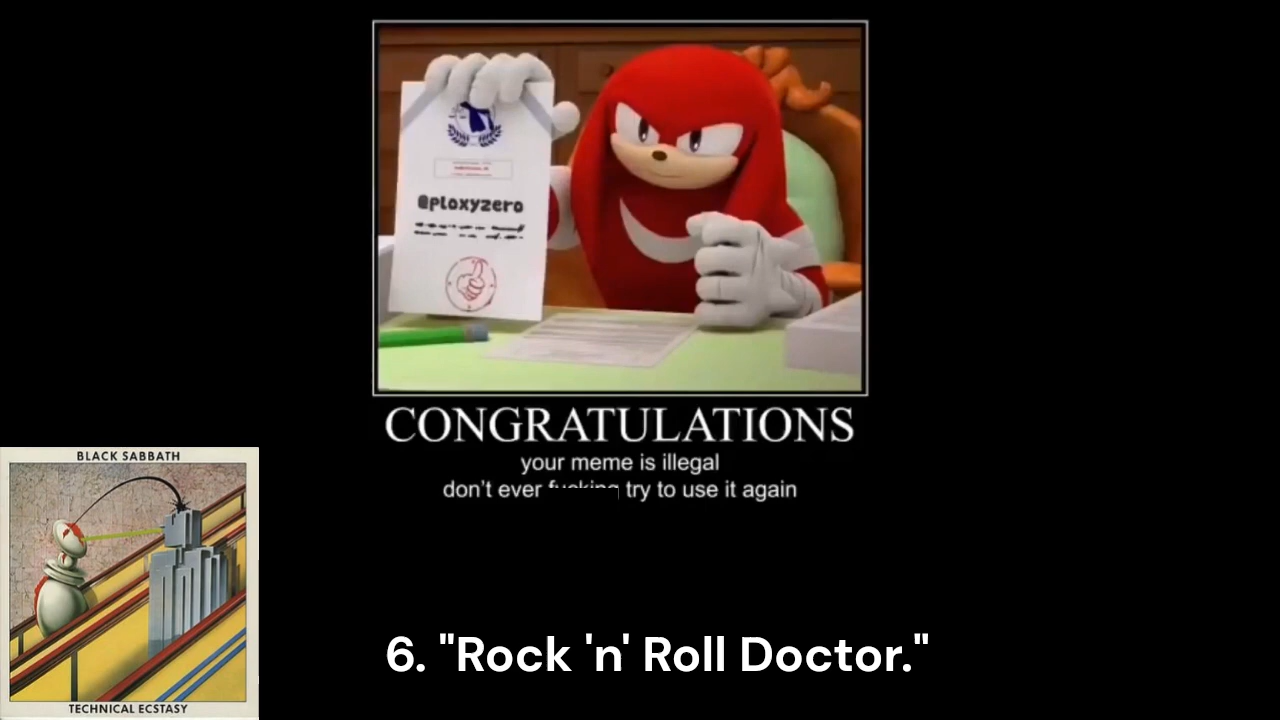 @ploxyzero
CONGRATULATIONS
your meme is illegal
don't ever fucking try to use it again
BLACK SABBATH
TECHNICAL ECSTASY
6. "Rock 'n' Roll Doctor."